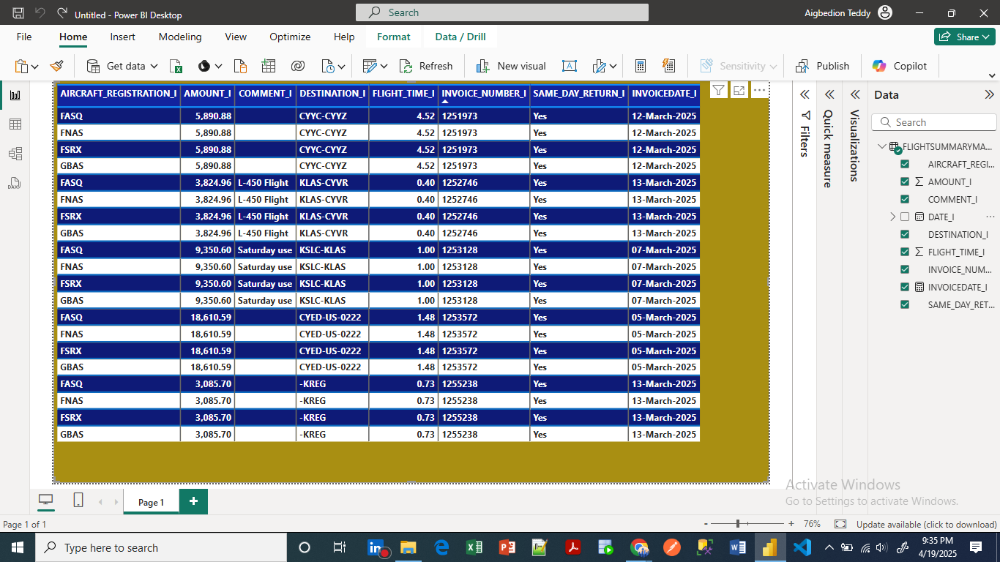 Untitled - Power BI Desktop
Search
Aigbedion Teddy
File Home Insert Modeling View Optimize Help Format Data / Drill
Share
Get data
Refresh
New visual
Sensitivity
Publish
Copilot
AIRCRAFT_REGISTRATION_I AMOUNT_I COMMENT_I DESTINATION_I FLIGHT_TIME_I INVOICE_NUMBER_I SAME_DAY_RETURN_I INVOICEDATE_I
FASQ 5,890.88 CYYC-CYYZ 4.52 1251973 Yes 12-March-2025
FNAS 5,890.88 CYYC-CYYZ 4.52 1251973 Yes 12-March-2025
FSRX 5,890.88 CYYC-CYYZ 4.52 1251973 Yes 12-March-2025
GBAS 5,890.88 CYYC-CYYZ 4.52 1251973 Yes 12-March-2025
FASQ 3,824.96 L-450 Flight KLAS-CYVR 0.40 1252746 Yes 13-March-2025
FNAS 3,824.96 L-450 Flight KLAS-CYVR 0.40 1252746 Yes 13-March-2025
FSRX 3,824.96 L-450 Flight KLAS-CYVR 0.40 1252746 Yes 13-March-2025
GBAS 3,824.96 L-450 Flight KLAS-CYVR 0.40 1252746 Yes 13-March-2025
FASQ 9,350.60 Saturday use KSLC-KLAS 1.00 1253128 Yes 07-March-2025
FNAS 9,350.60 Saturday use KSLC-KLAS 1.00 1253128 Yes 07-March-2025
FSRX 9,350.60 Saturday use KSLC-KLAS 1.00 1253128 Yes 07-March-2025
GBAS 9,350.60 Saturday use KSLC-KLAS 1.00 1253128 Yes 07-March-2025
FASQ 18,610.59 CYED-US-0222 1.48 1253572 Yes 05-March-2025
FNAS 18,610.59 CYED-US-0222 1.48 1253572 Yes 05-March-2025
FSRX 18,610.59 CYED-US-0222 1.48 1253572 Yes 05-March-2025
GBAS 18,610.59 CYED-US-0222 1.48 1253572 Yes 05-March-2025
FASQ 3,085.70 -KREG 0.73 1255238 Yes 13-March-2025
FNAS 3,085.70 -KREG 0.73 1255238 Yes 13-March-2025
FSRX 3,085.70 -KREG 0.73 1255238 Yes 13-March-2025
GBAS 3,085.70 -KREG 0.73 1255238 Yes 13-March-2025
Filters
Quick measure
Visualizations
Data
Search
FLIGHTSUMMARYMA...
AIRCRAFT_REGI...
AMOUNT_I
COMMENT_I
DATE_I
DESTINATION_I
FLIGHT_TIME_I
INVOICE_NUM...
INVOICEDATE_I
SAME_DAY_RET...
Activate Windows
Go to Settings to activate Windows.
Page 1
Page 1 of 1
76%
Update available (click to download)
Type here to search
9:35 PM
4/19/2025